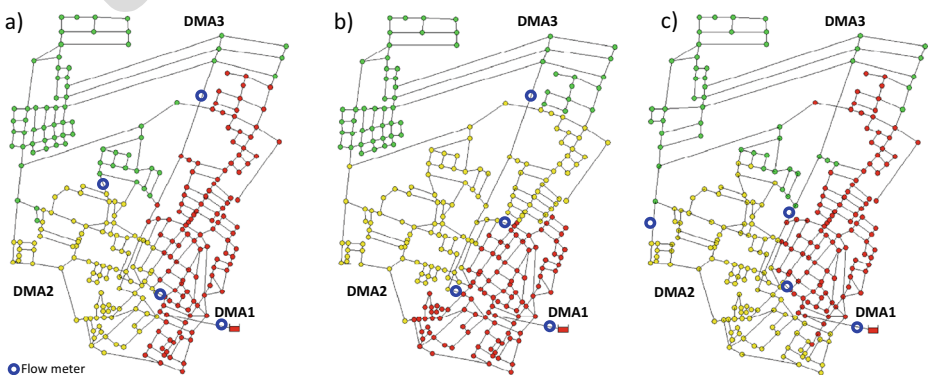 a)
DMA3
DMA2
DMA1
Flow meter
b)
DMA3
DMA2
DMA1
c)
DMA3
DMA2
DMA1